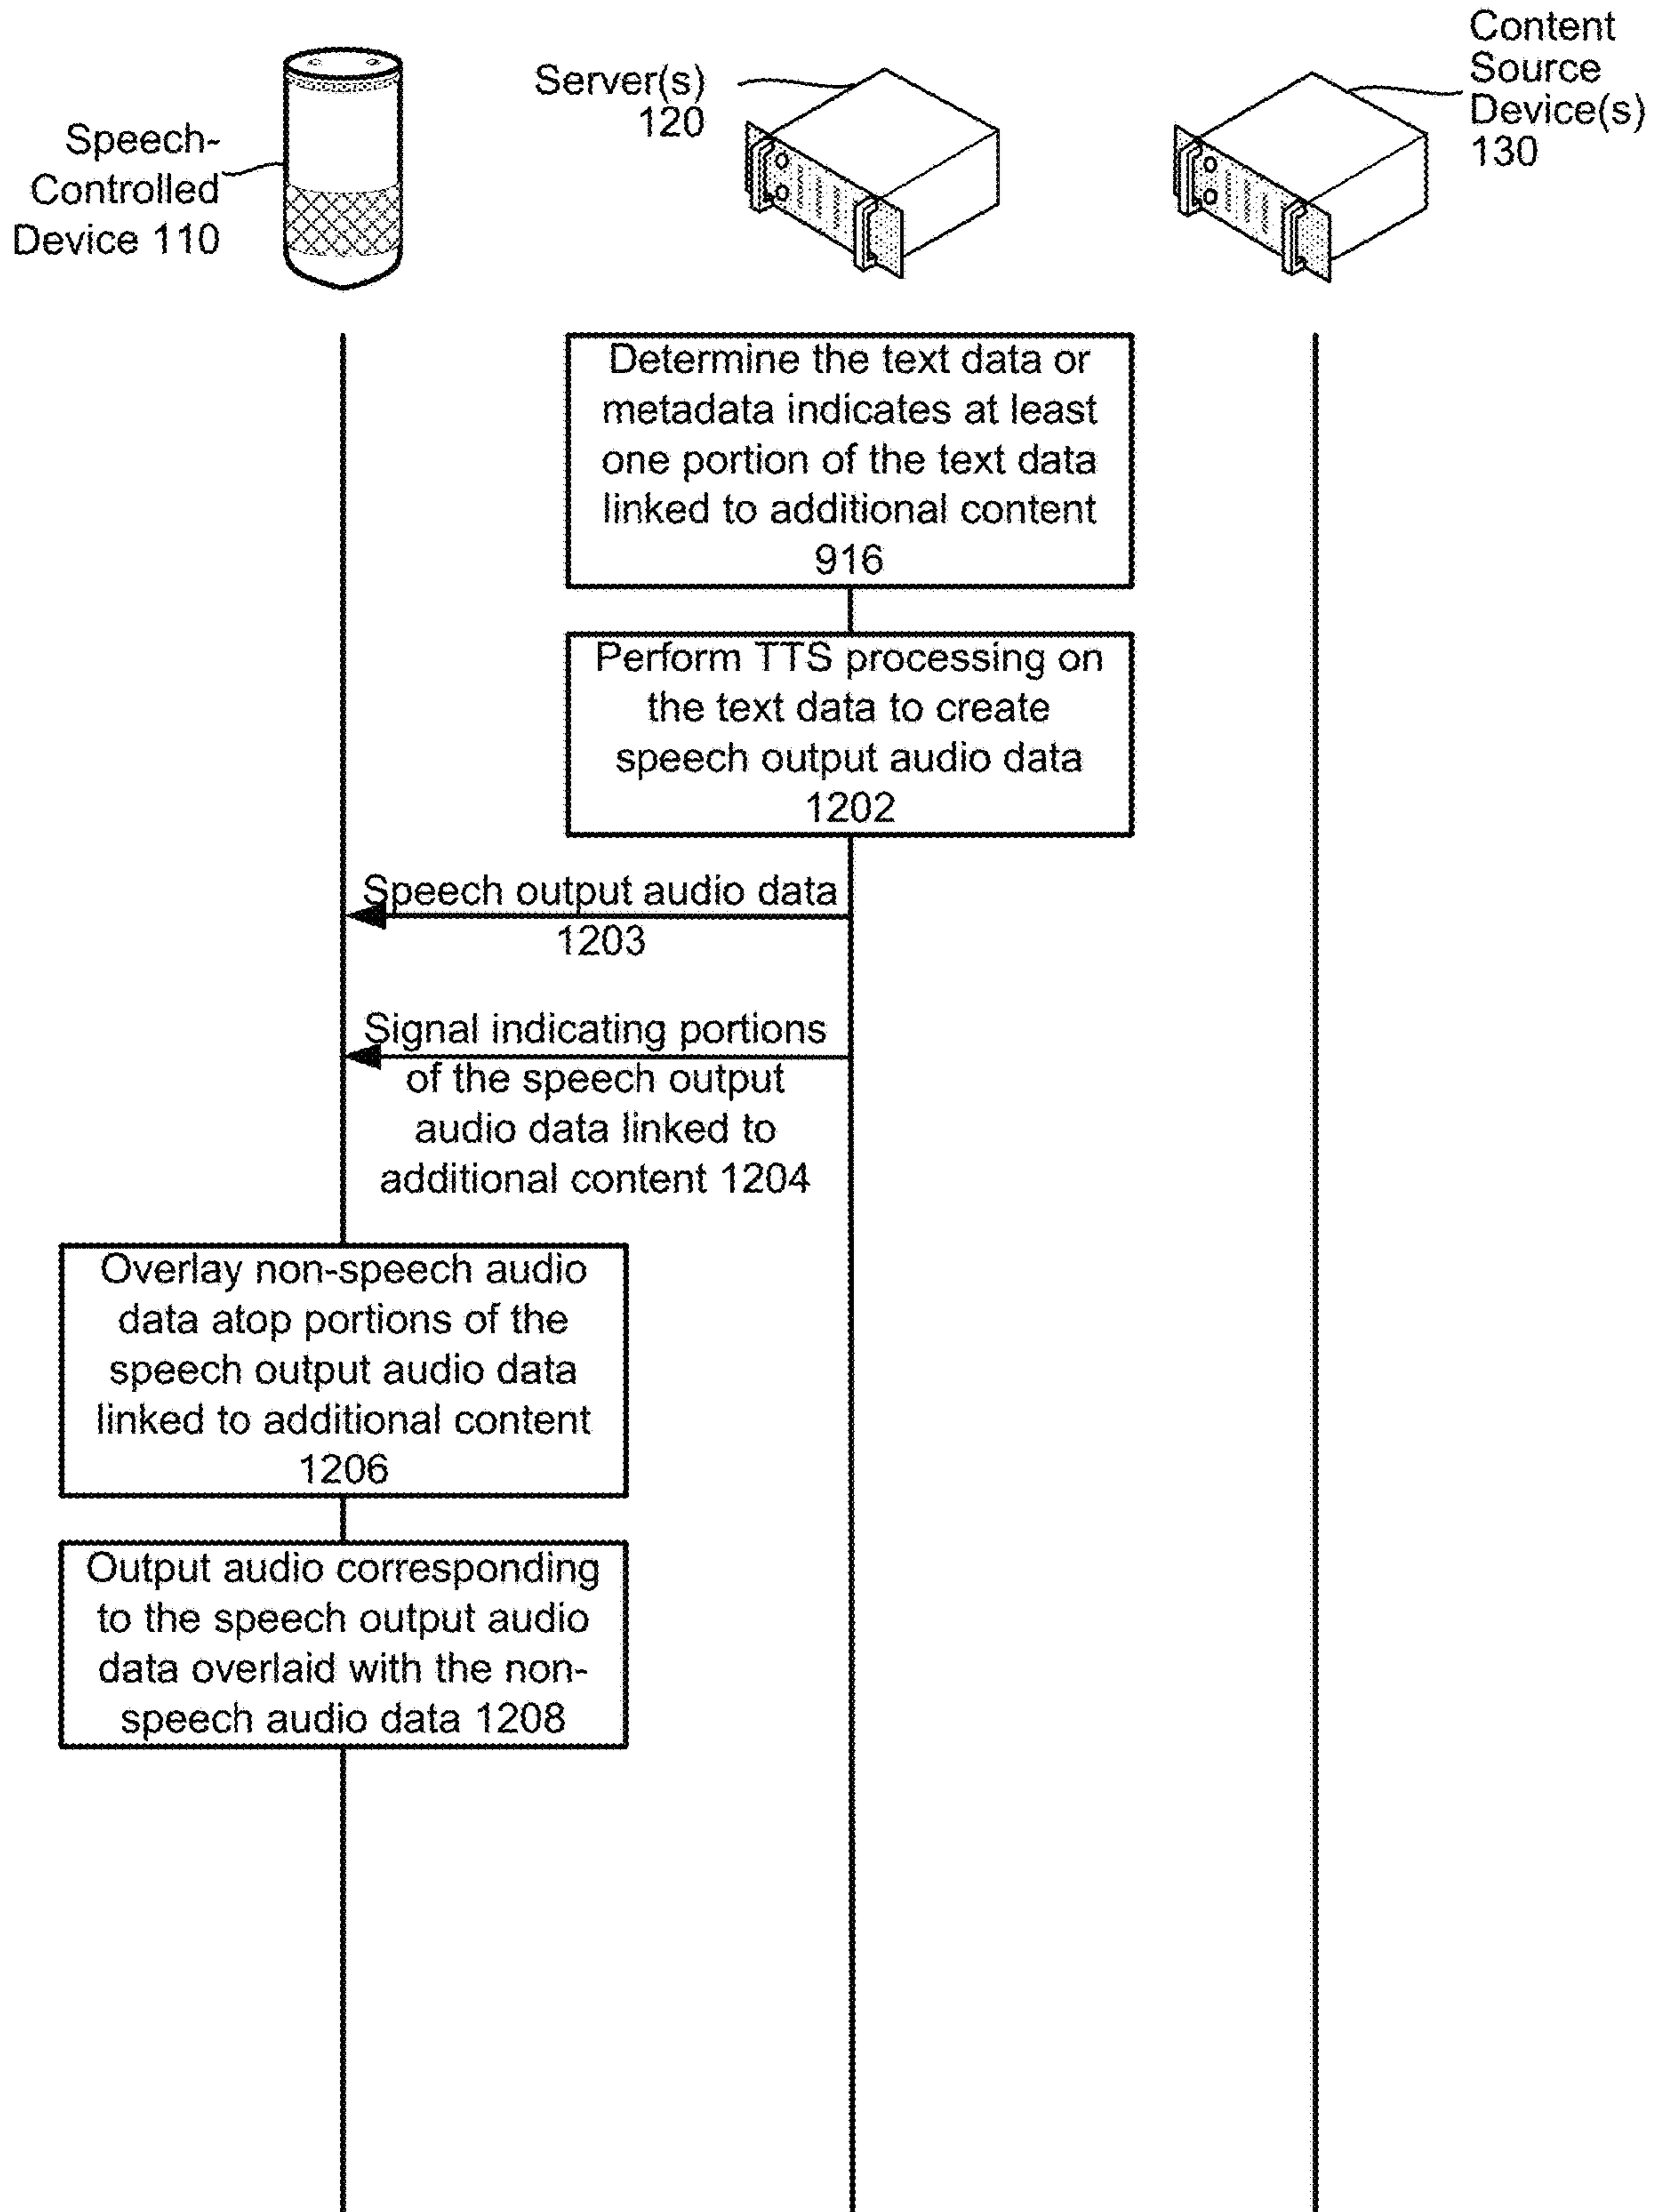 Speech-
Controlled
Device 110
Server(s)
120
Content
Source
Device(s)
130
Determine the text data or
metadata indicates at least
one portion of the text data
linked to additional content
916
Perform TTS processing on
the text data to create
speech output audio data
1202
Speech output audio data
1203
Signal indicating portions
of the speech output
audio data linked to
additional content 1204
Overlay non-speech audio
data atop portions of the
speech output audio data
linked to additional content
1206
Output audio corresponding
to the speech output audio
data overlaid with the non-
speech audio data 1208